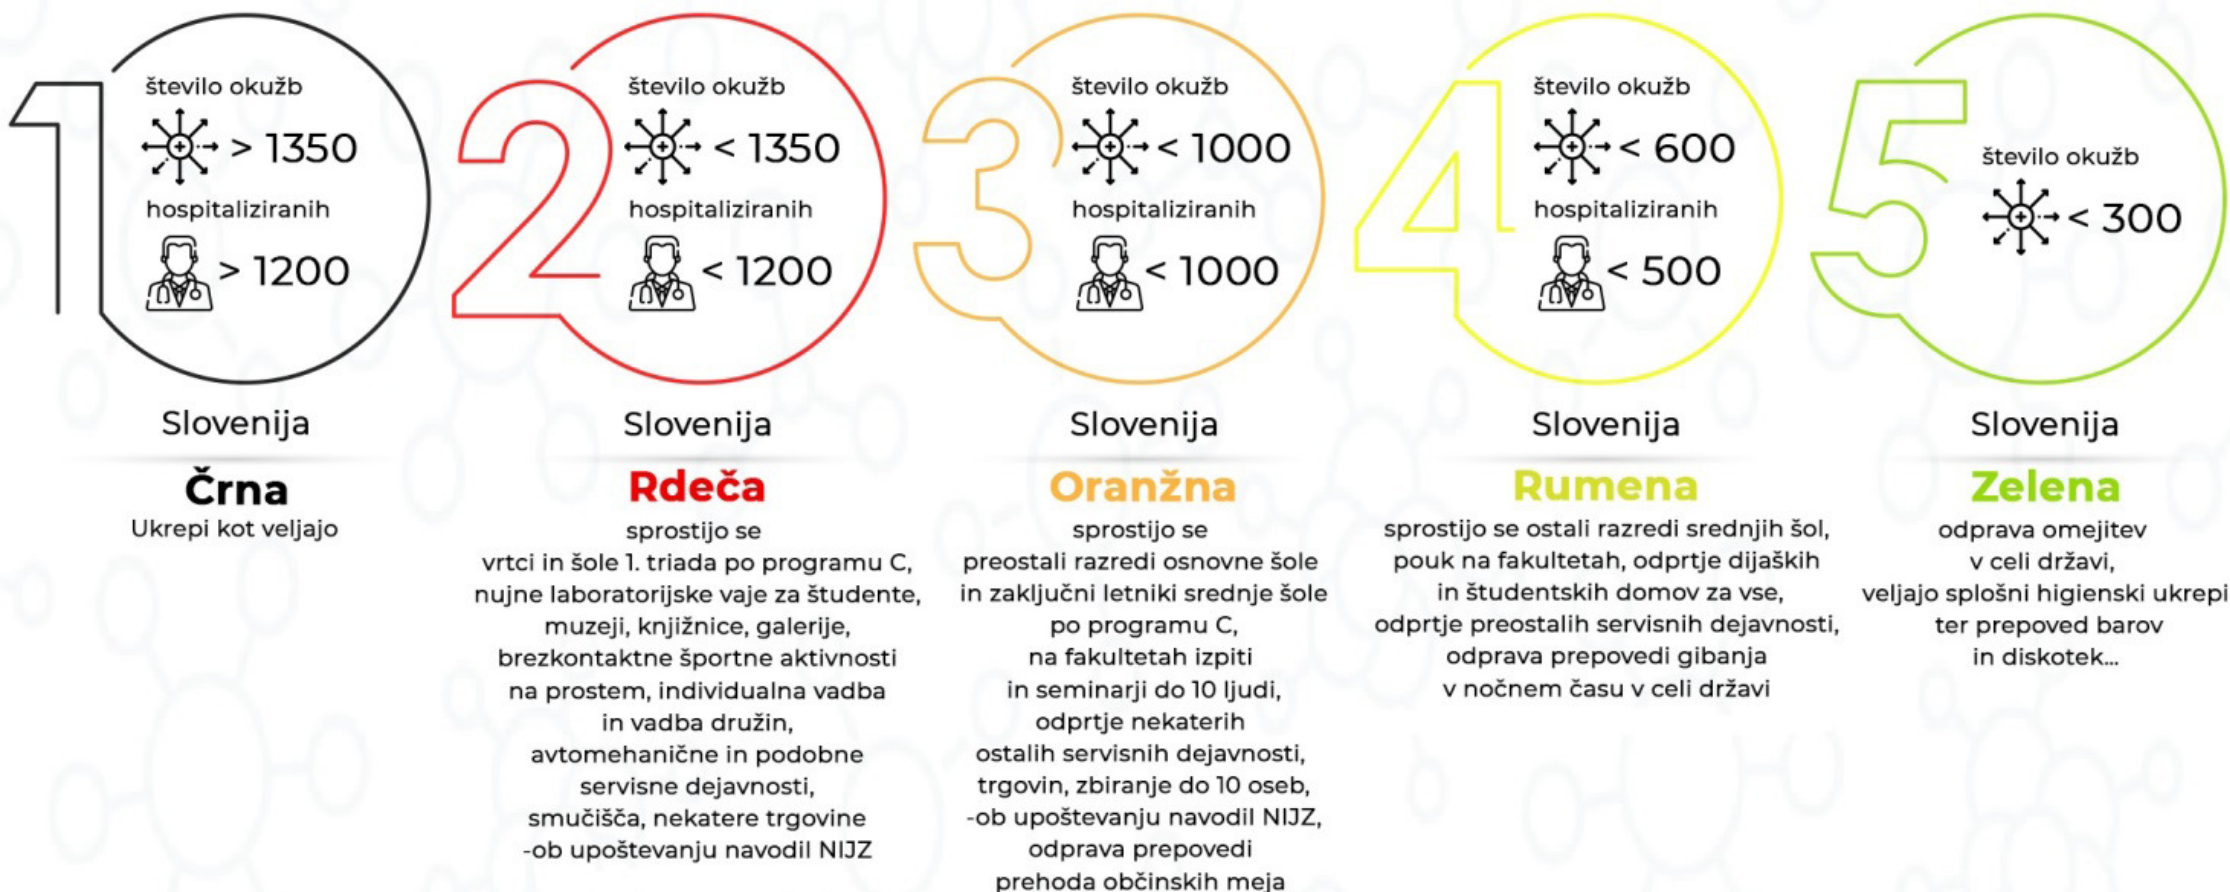 1
število okužb
> 1350
hospitaliziranih
> 1200
Slovenija
Črna
Ukrepi kot veljajo
2
število okužb
< 1350
hospitaliziranih
< 1200
Slovenija
Rdeča
sprostijo se
vrtci in šole 1. triada po programu C,
nujne laboratorijske vaje za študente,
muzeji, knjižnice, galerije,
brezkontaktne športne aktivnosti
na prostem, individualna vadba
in vadba družin,
avtomehanične in podobne
servisne dejavnosti,
smučišča, nekatere trgovine
-ob upoštevanju navodil NIJZ
3
število okužb
< 1000
hospitaliziranih
< 1000
Slovenija
Oranžna
sprostijo se
preostali razredi osnovne šole
in zaključni letniki srednje šole
po programu C,
na fakultetah izpiti
in seminarji do 10 ljudi,
odprtje nekaterih
ostalih servisnih dejavnosti,
trgovin, zbiranje do 10 oseb,
-ob upoštevanju navodil NIJZ,
odprava prepovedi
prehoda občinskih meja
4
število okužb
< 600
hospitaliziranih
< 500
Slovenija
Rumena
sprostijo se ostali razredi srednjih šol,
pouk na fakultetah, odprtje dijaških
in študentskih domov za vse,
odprtje preostalih servisnih dejavnosti,
odprava prepovedi gibanja
v nočnem času v celi državi
5
število okužb
< 300
Slovenija
Zelena
odprava omejitev
v celi državi,
veljajo splošni higienski ukrepi
ter prepoved barov
in diskotek...